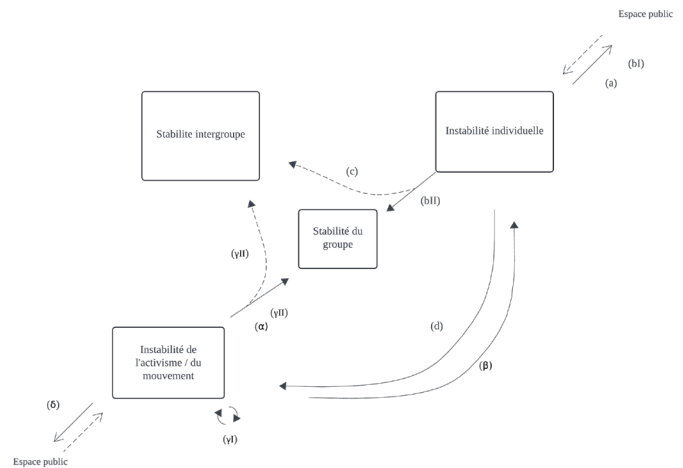 Espace public
(bI)
(a)
Stabilite intergroupe
Instabilité individuelle
(c)
(bII)
Stabilité du
groupe
(γII)
(γII)
(α)
(d)
Instabilité de
l'activisme / du
mouvement
(β)
(δ)
(γI)
Espace public